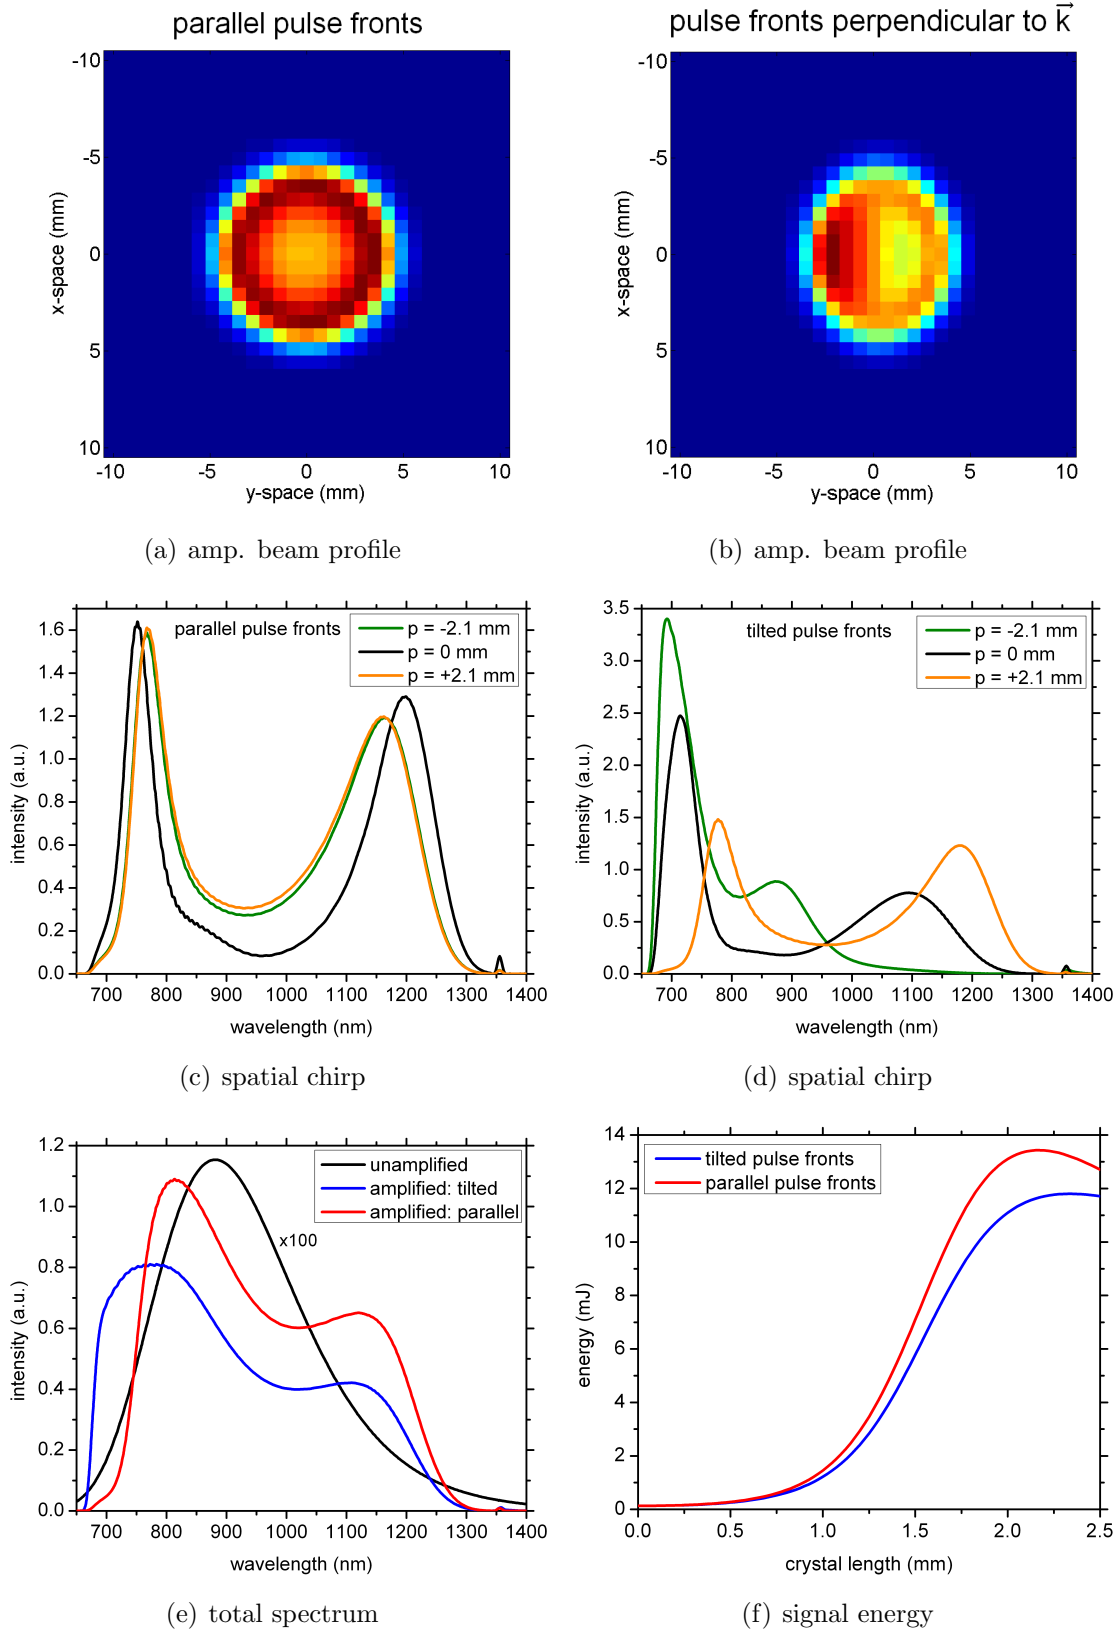 parallel pulse fronts
-10
-5
0
5
10
x-space (mm)
-10 -5 0 5 10
y-space (mm)
(a) amp. beam profile
pulse fronts perpendicular to k⃗
-10
-5
0
5
10
x-space (mm)
-10 -5 0 5 10
y-space (mm)
(b) amp. beam profile
parallel pulse fronts
p = -2.1 mm
p = 0 mm
p = +2.1 mm
1.6
1.4
1.2
1.0
0.8
0.6
0.4
0.2
0.0
intensity (a.u.)
700 800 900 1000 1100 1200 1300 1400
wavelength (nm)
(c) spatial chirp
tilted pulse fronts
p = -2.1 mm
p = 0 mm
p = +2.1 mm
3.5
3.0
2.5
2.0
1.5
1.0
0.5
0.0
intensity (a.u.)
700 800 900 1000 1100 1200 1300 1400
wavelength (nm)
(d) spatial chirp
unamplified
amplified: tilted
amplified: parallel
x100
1.2
1.0
0.8
0.6
0.4
0.2
0.0
intensity (a.u.)
700 800 900 1000 1100 1200 1300 1400
wavelength (nm)
(e) total spectrum
tilted pulse fronts
parallel pulse fronts
14
12
10
8
6
4
2
0
energy (mJ)
0.0 0.5 1.0 1.5 2.0 2.5
crystal length (mm)
(f) signal energy